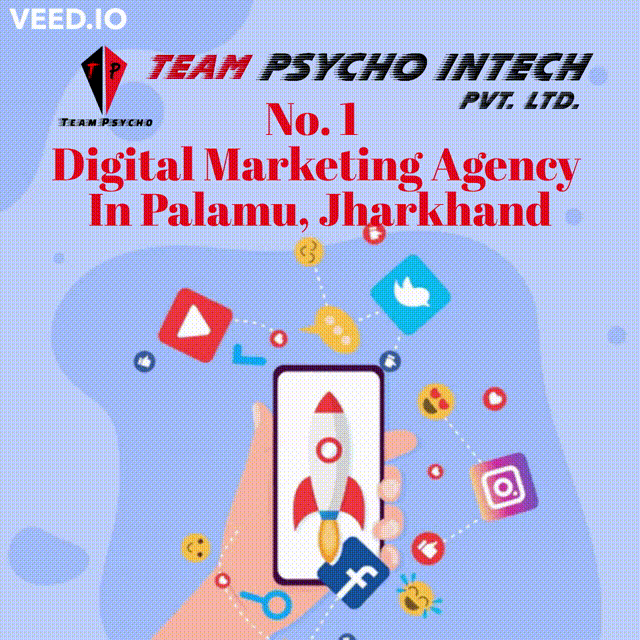 VEED.IO
TP
TEAM PSYCHO
TEAM PSYCHO INTECH
PVT. LTD.
No. 1
Digital Marketing Agency
In Palamu, Jharkhand